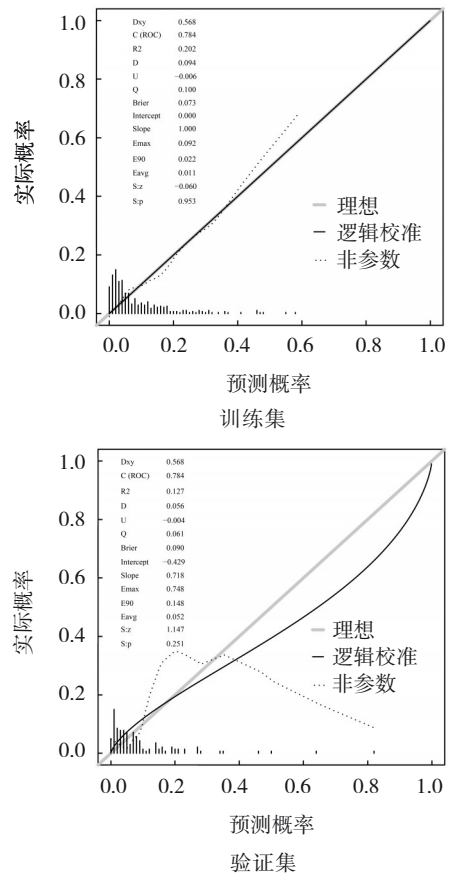 Dxy 0.568
C (ROC) 0.784
R2 0.202
D 0.094
U −0.006
Q 0.100
Brier 0.073
Intercept 0.000
Slope 1.000
Emax 0.092
E90 0.022
Eavg 0.011
S:z −0.060
S:p 0.953
1.0
0.8
0.6
0.4
0.2
0.0
实际概率
理想
逻辑校准
非参数
0.0 0.2 0.4 0.6 0.8 1.0
预测概率
训练集
Dxy 0.568
C (ROC) 0.784
R2 0.127
D 0.056
U −0.004
Q 0.061
Brier 0.090
Intercept −0.429
Slope 0.718
Emax 0.748
E90 0.148
Eavg 0.052
S:z 1.147
S:p 0.251
1.0
0.8
0.6
0.4
0.2
0.0
实际概率
理想
逻辑校准
非参数
0.0 0.2 0.4 0.6 0.8 1.0
预测概率
验证集